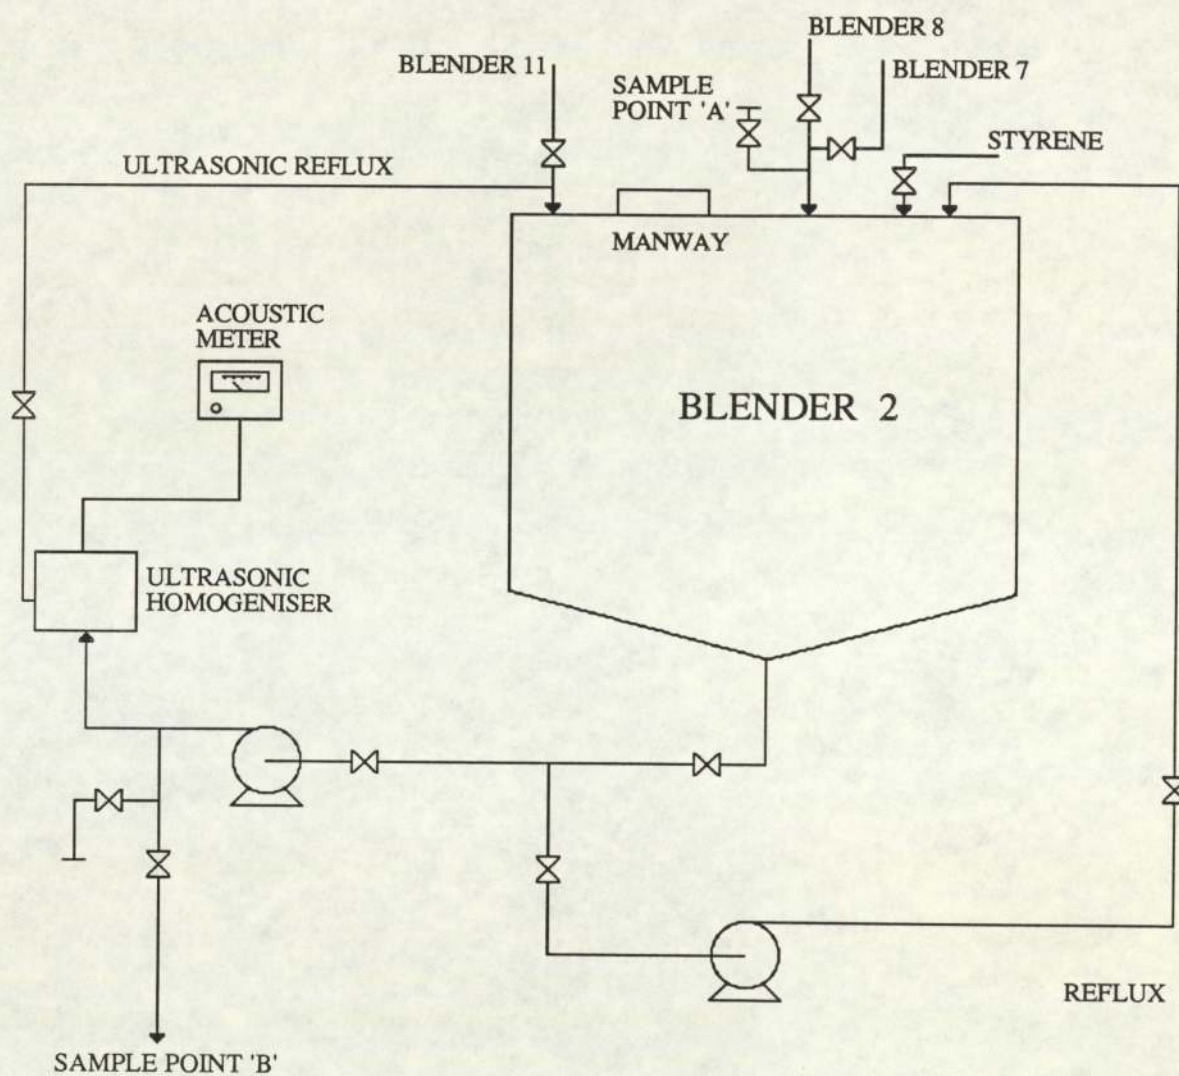 BLENDER 8
BLENDER 11
BLENDER 7
SAMPLE
POINT 'A'
STYRENE
ULTRASONIC REFLUX
MANWAY
ACOUSTIC
METER
BLENDER 2
ULTRASONIC
HOMOGENISER
REFLUX
SAMPLE POINT 'B'